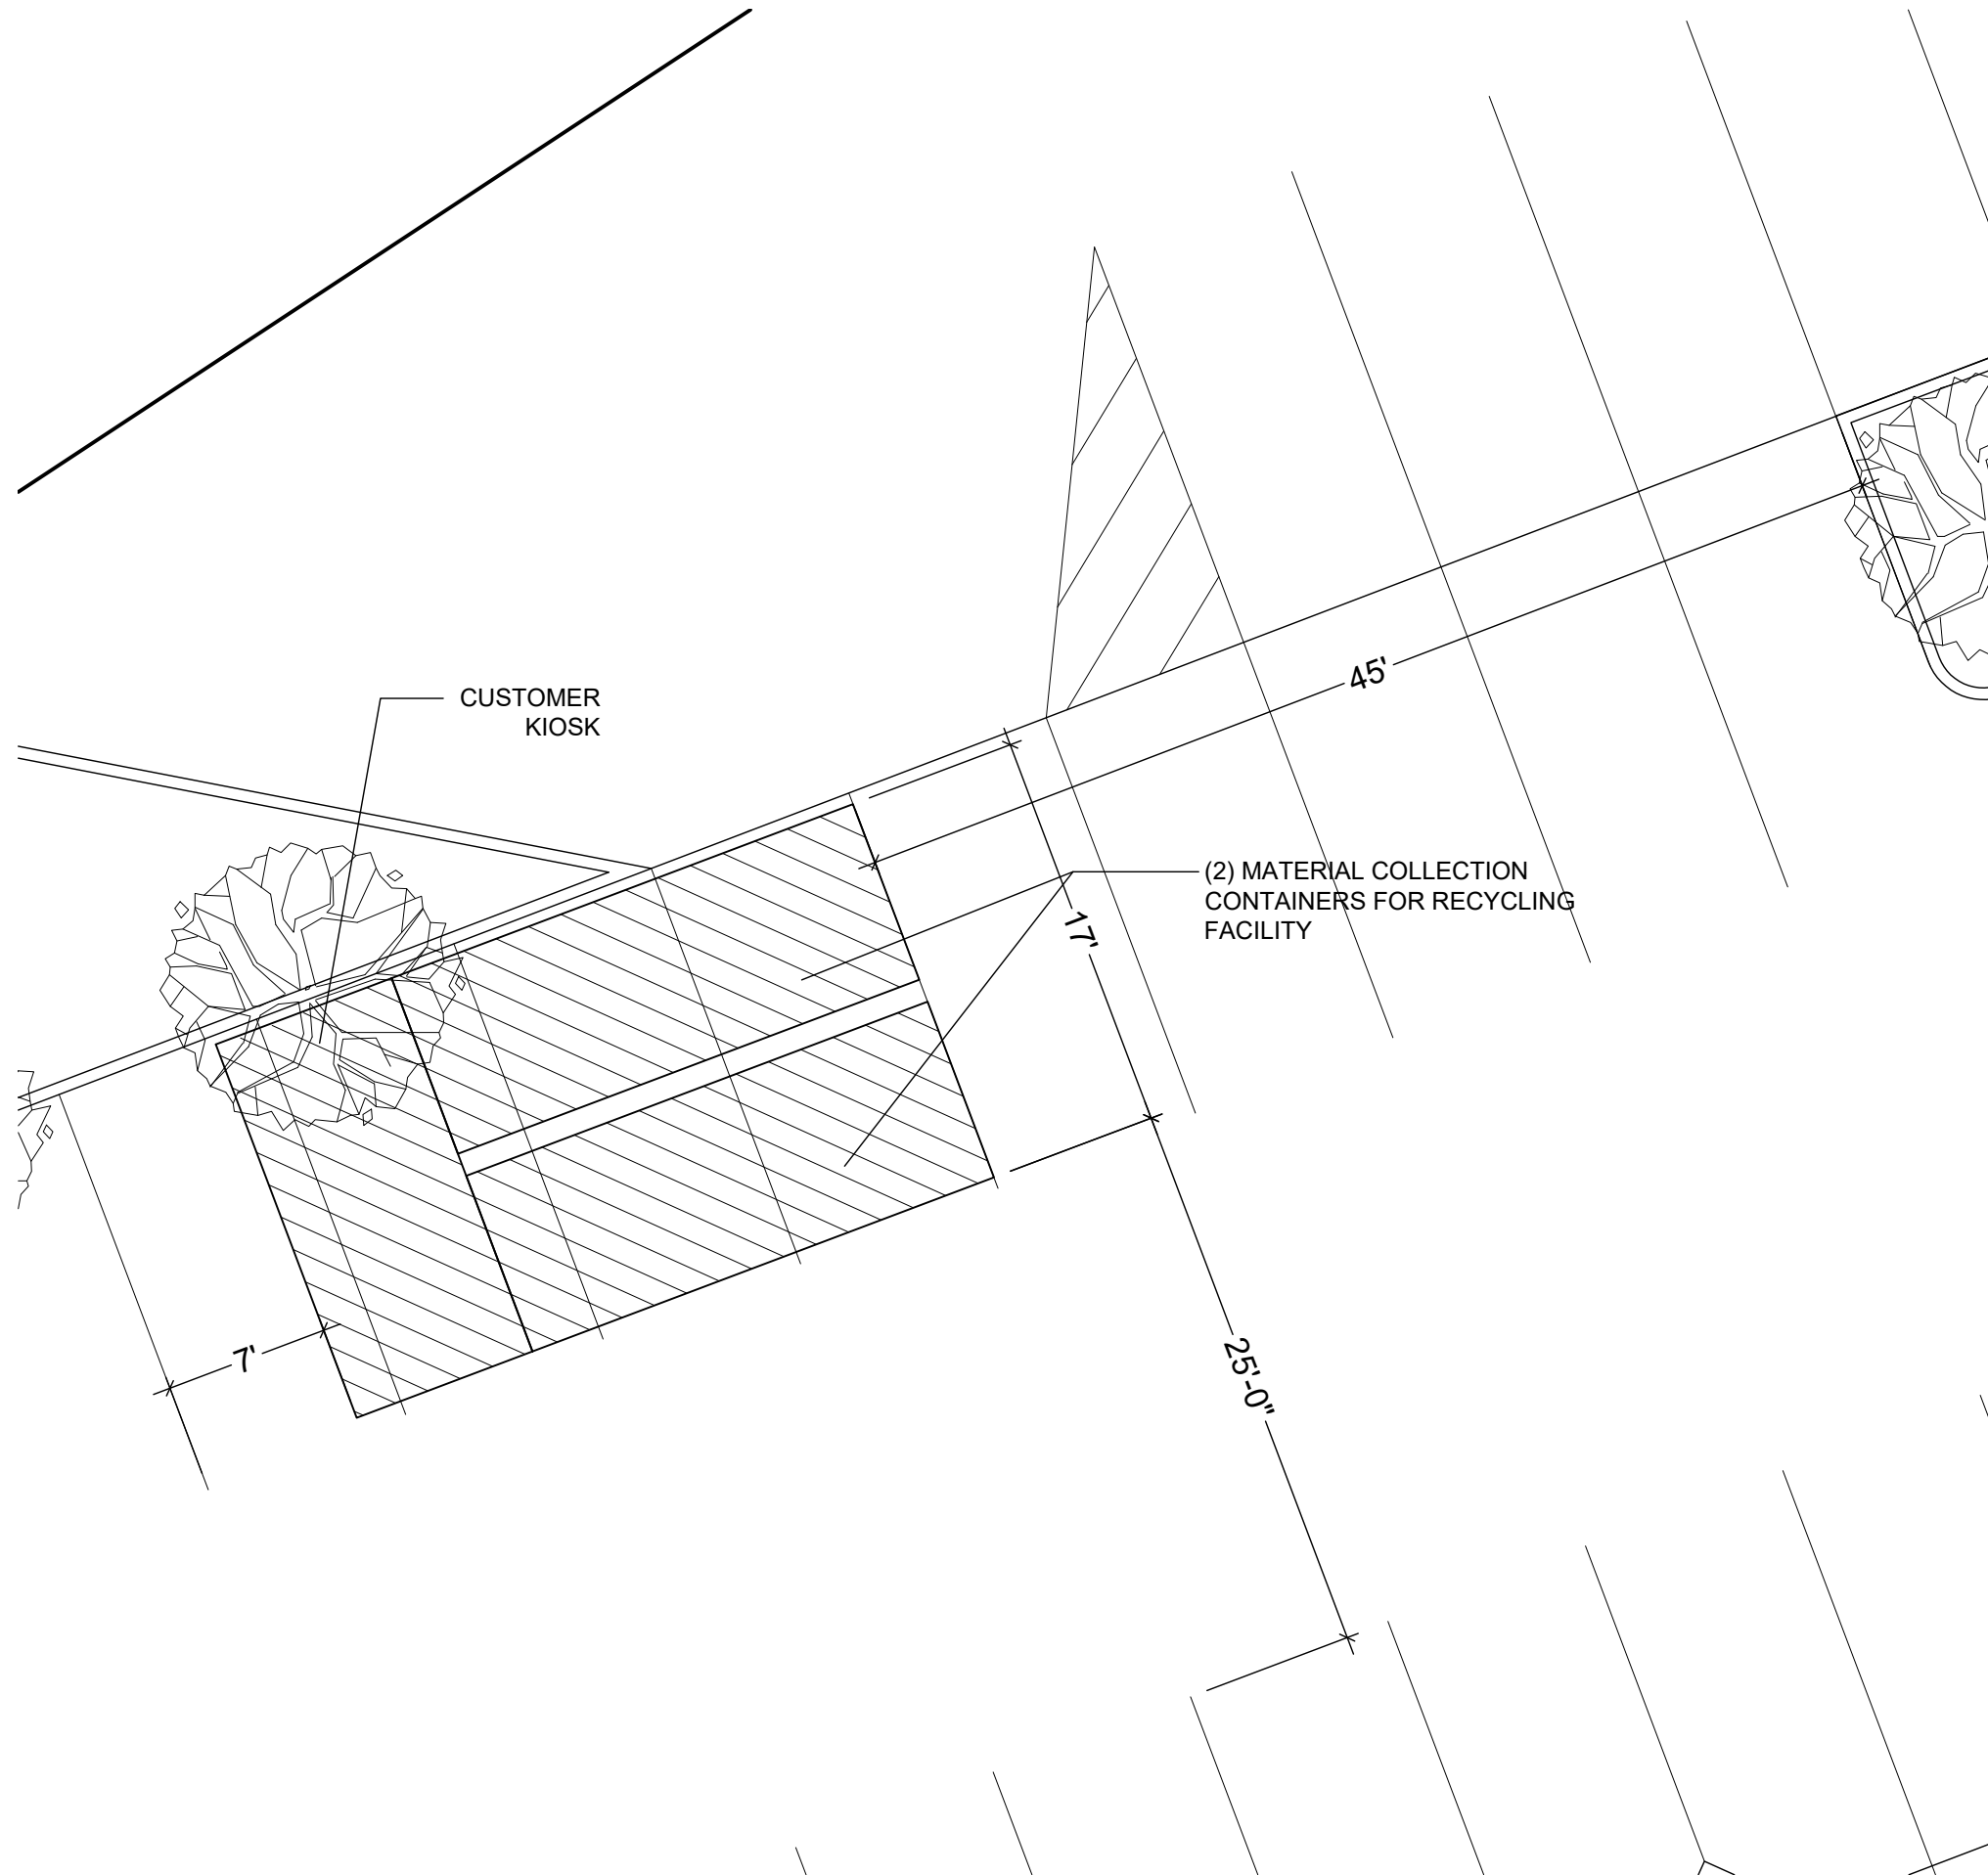 45'
CUSTOMER
KIOSK
(2) MATERIAL COLLECTION
CONTAINERS FOR RECYCLING
FACILITY
17'
7'
25'-0"